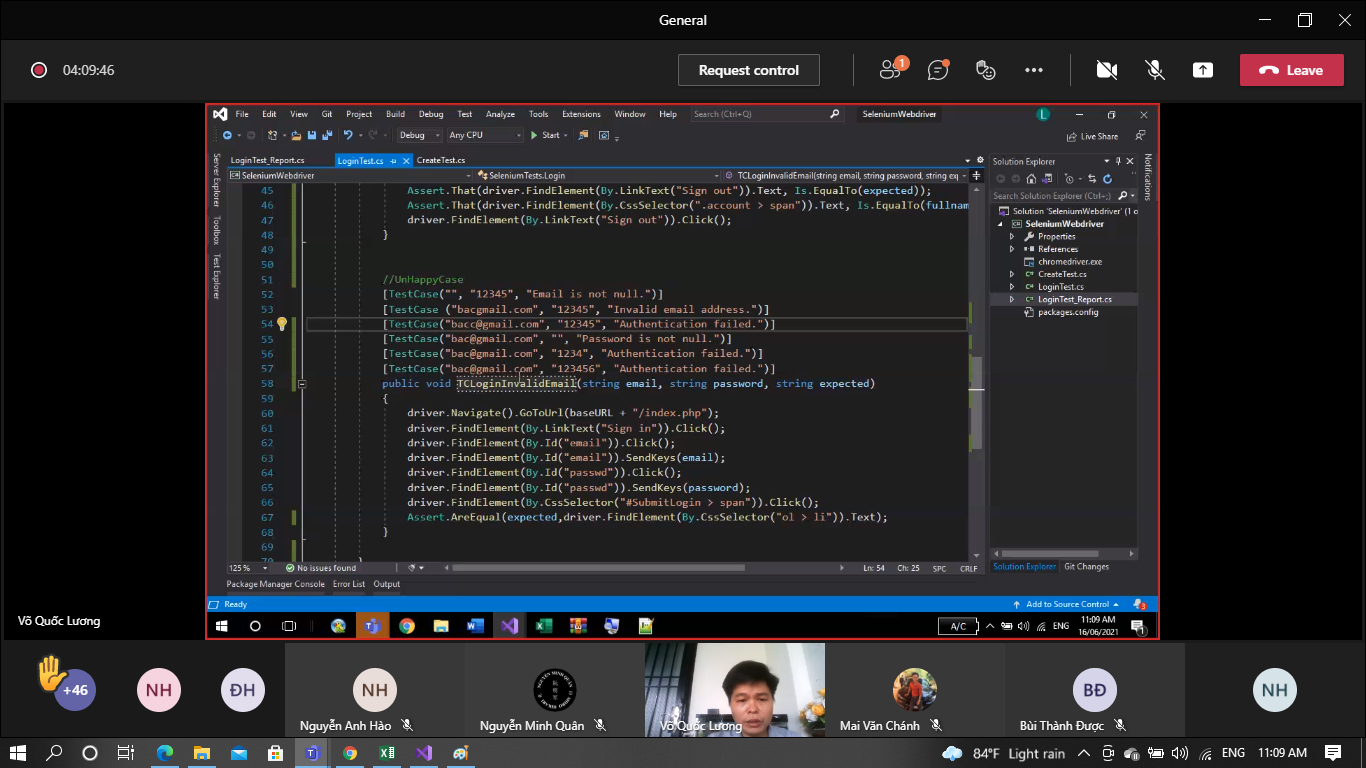 General
04:09:46
Request control
1
Leave
File Edit View Git Project Build Debug Test Analyze Tools Extensions Window Help Search (Ctrl+Q) SeleniumWebdriver L
Debug Any CPU Start Live Share
LoginTest_Report.cs LoginTest.cs CreateTest.cs
SeleniumWebdriver SeleniumTests.Login TCLoginInvalidEmail(string email, string password, string exp
Server Explorer
Toolbox
Test Explorer
45 Assert.That(driver.FindElement(By.LinkText("Sign out")).Text, Is.EqualTo(expected));
46 Assert.That(driver.FindElement(By.CssSelector(".account > span")).Text, Is.EqualTo(fullnam
47 driver.FindElement(By.LinkText("Sign out")).Click();
48 }
49
50
51 //UnHappyCase
52 [TestCase("", "12345", "Email is not null.")]
53 [TestCase ("bacgmail.com", "12345", "Invalid email address.")]
54 [TestCase("bacc@gmail.com", "12345", "Authentication failed.")]
55 [TestCase("bac@gmail.com", "", "Password is not null.")]
56 [TestCase("bac@gmail.com", "1234", "Authentication failed.")]
57 [TestCase("bac@gmail.com", "123456", "Authentication failed.")]
58 public void TCLoginInvalidEmail(string email, string password, string expected)
59 {
60 driver.Navigate().GoToUrl(baseURL + "/index.php");
61 driver.FindElement(By.LinkText("Sign in")).Click();
62 driver.FindElement(By.Id("email")).Click();
63 driver.FindElement(By.Id("email")).SendKeys(email);
64 driver.FindElement(By.Id("passwd")).Click();
65 driver.FindElement(By.Id("passwd")).SendKeys(password);
66 driver.FindElement(By.CssSelector("#SubmitLogin > span")).Click();
67 Assert.AreEqual(expected,driver.FindElement(By.CssSelector("ol > li")).Text);
68 }
69
70 }
125 % No issues found Ln: 54 Ch: 25 SPC CRLF
Package Manager Console Error List Output
Solution Explorer
Search Solution Explorer (Ctrl+;)
Solution 'SeleniumWebdriver' (1 o
SeleniumWebdriver
Properties
References
chromedriver.exe
CreateTest.cs
LoginTest.cs
LoginTest_Report.cs
packages.config
Solution Explorer Git Changes
Notifications
Ready Add to Source Control 3
A/C ENG 11:09 AM
16/06/2021 1
Võ Quốc Lương
+46
NH
ĐH
NH
Nguyễn Anh Hào
NGUYEN MINH QUAN
Nguyễn Minh Quân
Võ Quốc Lương
Mai Văn Chánh
BĐ
Bùi Thành Được
NH
84°F Light rain ENG 11:09 AM